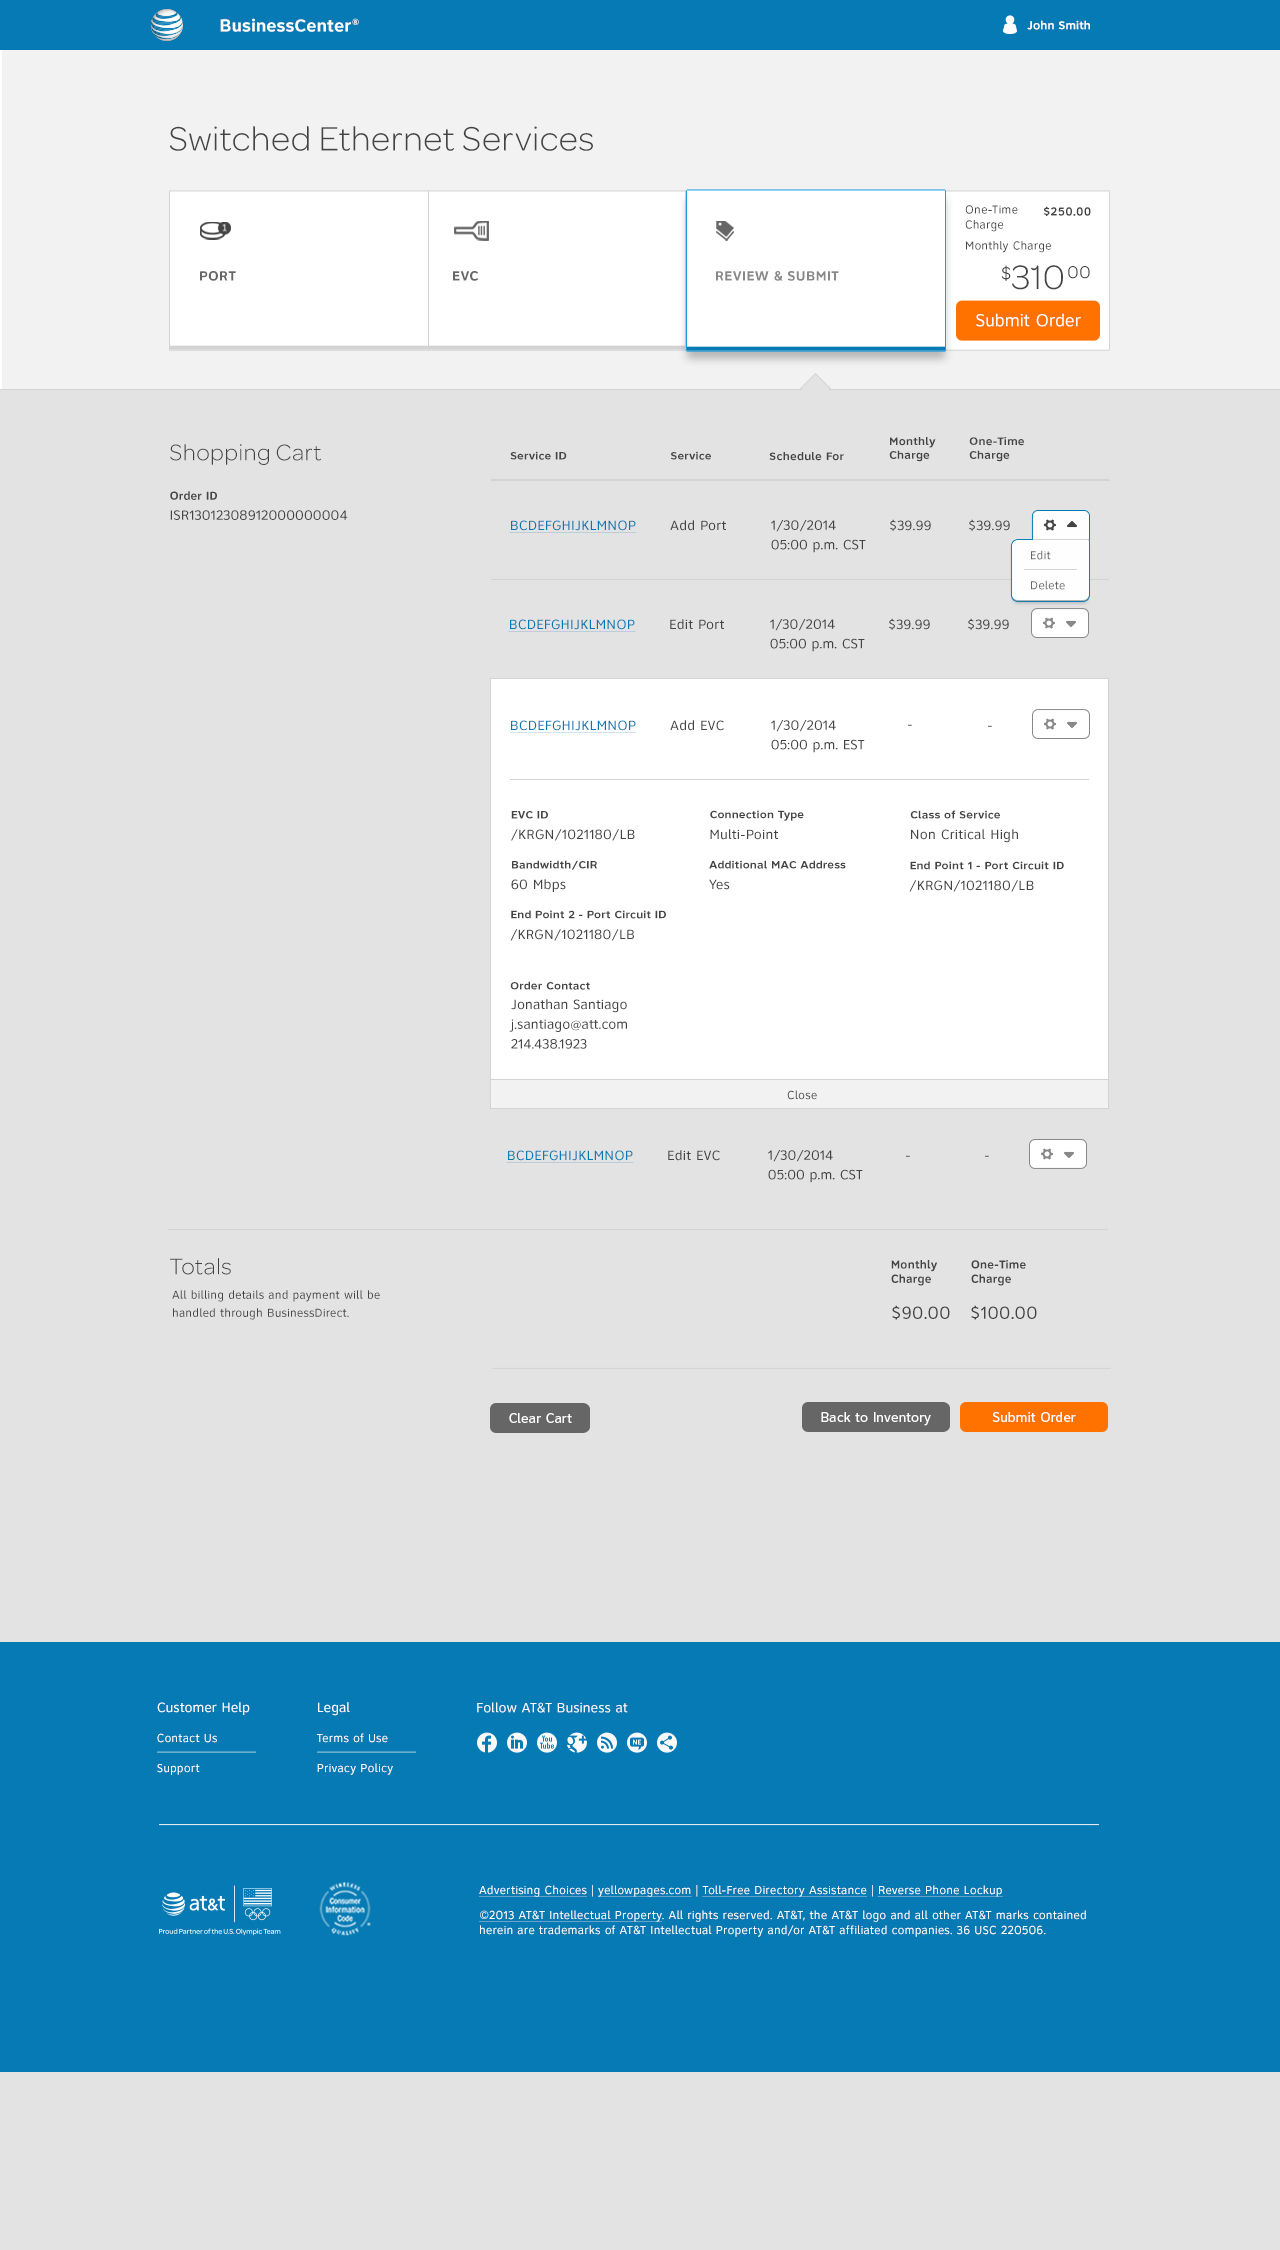 BusinessCenter®
John Smith
Switched Ethernet Services
PORT
EVC
REVIEW & SUBMIT
One-Time Charge $250.00
Monthly Charge
$310 00
Submit Order
Shopping Cart
Order ID
ISR13012308912000000004
Service ID Service Schedule For Monthly Charge One-Time Charge
BCDEFGHIJKLMNOP Add Port 1/30/2014 $39.99 $39.99
05:00 p.m. CST
Edit
Delete
BCDEFGHIJKLMNOP Edit Port 1/30/2014 $39.99 $39.99
05:00 p.m. CST
BCDEFGHIJKLMNOP Add EVC 1/30/2014 - -
05:00 p.m. EST
EVC ID Connection Type Class of Service
/KRGN/1021180/LB Multi-Point Non Critical High
Bandwidth/CIR Additional MAC Address End Point 1 - Port Circuit ID
60 Mbps Yes /KRGN/1021180/LB
End Point 2 - Port Circuit ID
/KRGN/1021180/LB
Order Contact
Jonathan Santiago
j.santiago@att.com
214.438.1923
Close
BCDEFGHIJKLMNOP Edit EVC 1/30/2014 - -
05:00 p.m. CST
Totals
All billing details and payment will be
handled through BusinessDirect.
Monthly Charge One-Time Charge
$90.00 $100.00
Clear Cart Back to Inventory Submit Order
Customer Help Legal Follow AT&T Business at
Contact Us Terms of Use
Support Privacy Policy
in You Tube NE
at&t
Proud Partner of the U.S. Olympic Team
WIRELESS
Consumer
Information
Code
QUALITY
Advertising Choices | yellowpages.com | Toll-Free Directory Assistance | Reverse Phone Lockup
©2013 AT&T Intellectual Property. All rights reserved. AT&T, the AT&T logo and all other AT&T marks contained
herein are trademarks of AT&T Intellectual Property and/or AT&T affiliated companies. 36 USC 220506.